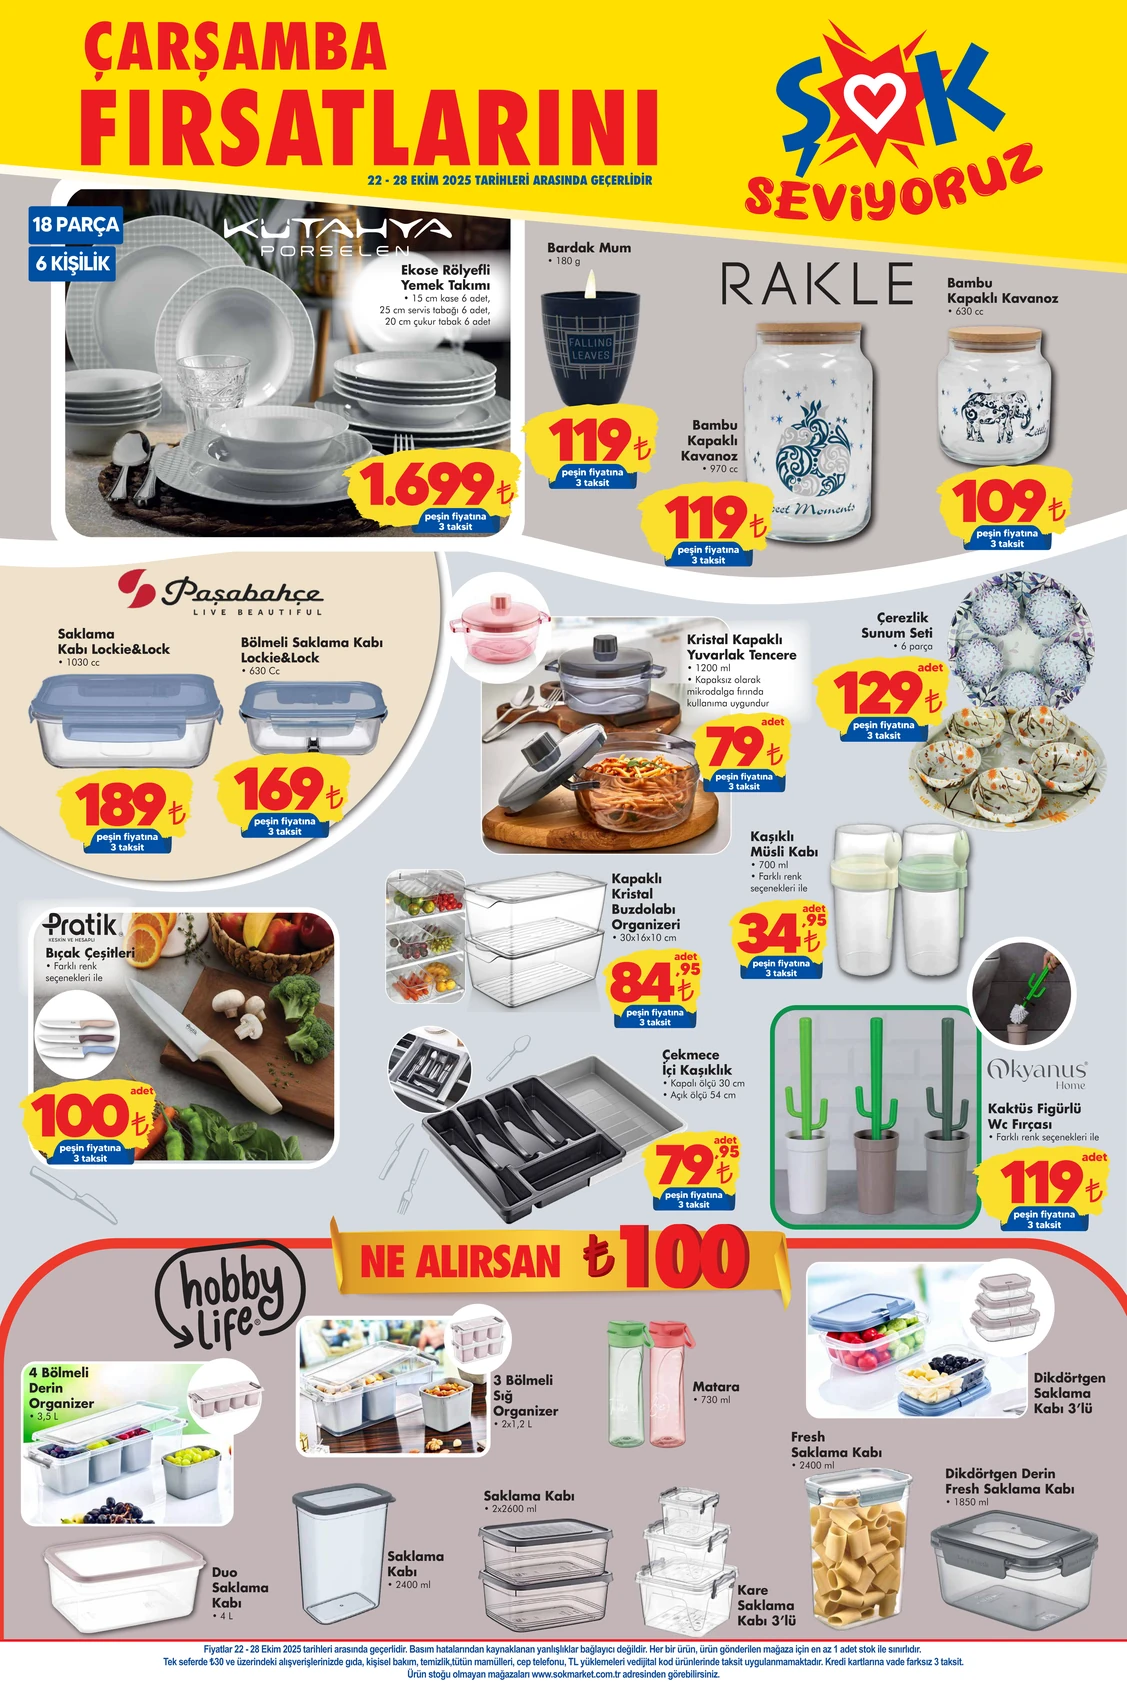 ÇARŞAMBA
FIRSATLARINI
22 - 28 EKİM 2025 TARİHLERİ ARASINDA GEÇERLİDİR
ŞOK
SEViYORUZ
18 PARÇA
6 KİŞİLİK
KÜTAHYA
PORSELEN
Ekose Rölyefli
Yemek Takımı
• 15 cm kase 6 adet,
25 cm servis tabağı 6 adet,
20 cm çukur tabak 6 adet
1.699 ₺
peşin fiyatına
3 taksit
Bardak Mum
• 180 g
FALLING
LEAVES
119 ₺
peşin fiyatına
3 taksit
RAKLE
Bambu
Kapaklı
Kavanoz
• 970 cc
Sweet Moments
119 ₺
peşin fiyatına
3 taksit
Bambu
Kapaklı Kavanoz
• 630 cc
109 ₺
peşin fiyatına
3 taksit
Paşabahçe
LIVE BEAUTIFUL
Saklama
Kabı Lockie&Lock
• 1030 cc
189 ₺
peşin fiyatına
3 taksit
Bölmeli Saklama Kabı
Lockie&Lock
• 630 Cc
169 ₺
peşin fiyatına
3 taksit
Kristal Kapaklı
Yuvarlak Tencere
• 1200 ml
• Kapaksız olarak
mikrodalga fırında
kullanıma uygundur
adet
79 ₺
peşin fiyatına
3 taksit
Çerezlik
Sunum Seti
• 6 parça
adet
129 ₺
peşin fiyatına
3 taksit
Kaşıklı
Müsli Kabı
• 700 ml
• Farklı renk
seçenekleri ile
adet
34,95 ₺
peşin fiyatına
3 taksit
Kapaklı
Kristal
Buzdolabı
Organizeri
• 30x16x10 cm
adet
84,95 ₺
peşin fiyatına
3 taksit
Pratik
KESKİN VE HESAPLI
Bıçak Çeşitleri
• Farklı renk
seçenekleri ile
Pratik
adet
100 ₺
peşin fiyatına
3 taksit
Çekmece
İçi Kaşıklık
• Kapalı ölçü 30 cm
• Açık ölçü 54 cm
adet
79,95 ₺
peşin fiyatına
3 taksit
Okyanus
Home
Kaktüs Figürlü
Wc Fırçası
• Farklı renk seçenekleri ile
adet
119 ₺
peşin fiyatına
3 taksit
NE ALIRSAN ₺100
hobby
life®
4 Bölmeli
Derin
Organizer
• 3,5 L
3 Bölmeli
Sığ
Organizer
• 2x1,2 L
Matara
• 730 ml
Dikdörtgen
Saklama
Kabı 3'lü
Duo
Saklama
Kabı
• 4 L
Saklama
Kabı
• 2400 ml
Saklama Kabı
• 2x2600 ml
Kare
Saklama
Kabı 3'lü
Fresh
Saklama Kabı
• 2400 ml
Dikdörtgen Derin
Fresh Saklama Kabı
• 1850 ml
Fiyatlar 22 - 28 Ekim 2025 tarihleri arasında geçerlidir. Basım hatalarından kaynaklanan yanlışlıklar bağlayıcı değildir. Her bir ürün, ürün gönderilen mağaza için en az 1 adet stok ile sınırlıdır.
Tek seferde ₺30 ve üzerindeki alışverişlerinizde gıda, kişisel bakım, temizlik,tütün mamülleri, cep telefonu, TL yüklemeleri vedijital kod ürünlerinde taksit uygulanmamaktadır. Kredi kartlarına vade farksız 3 taksit.
Ürün stoğu olmayan mağazaları www.sokmarket.com.tr adresinden görebilirsiniz.